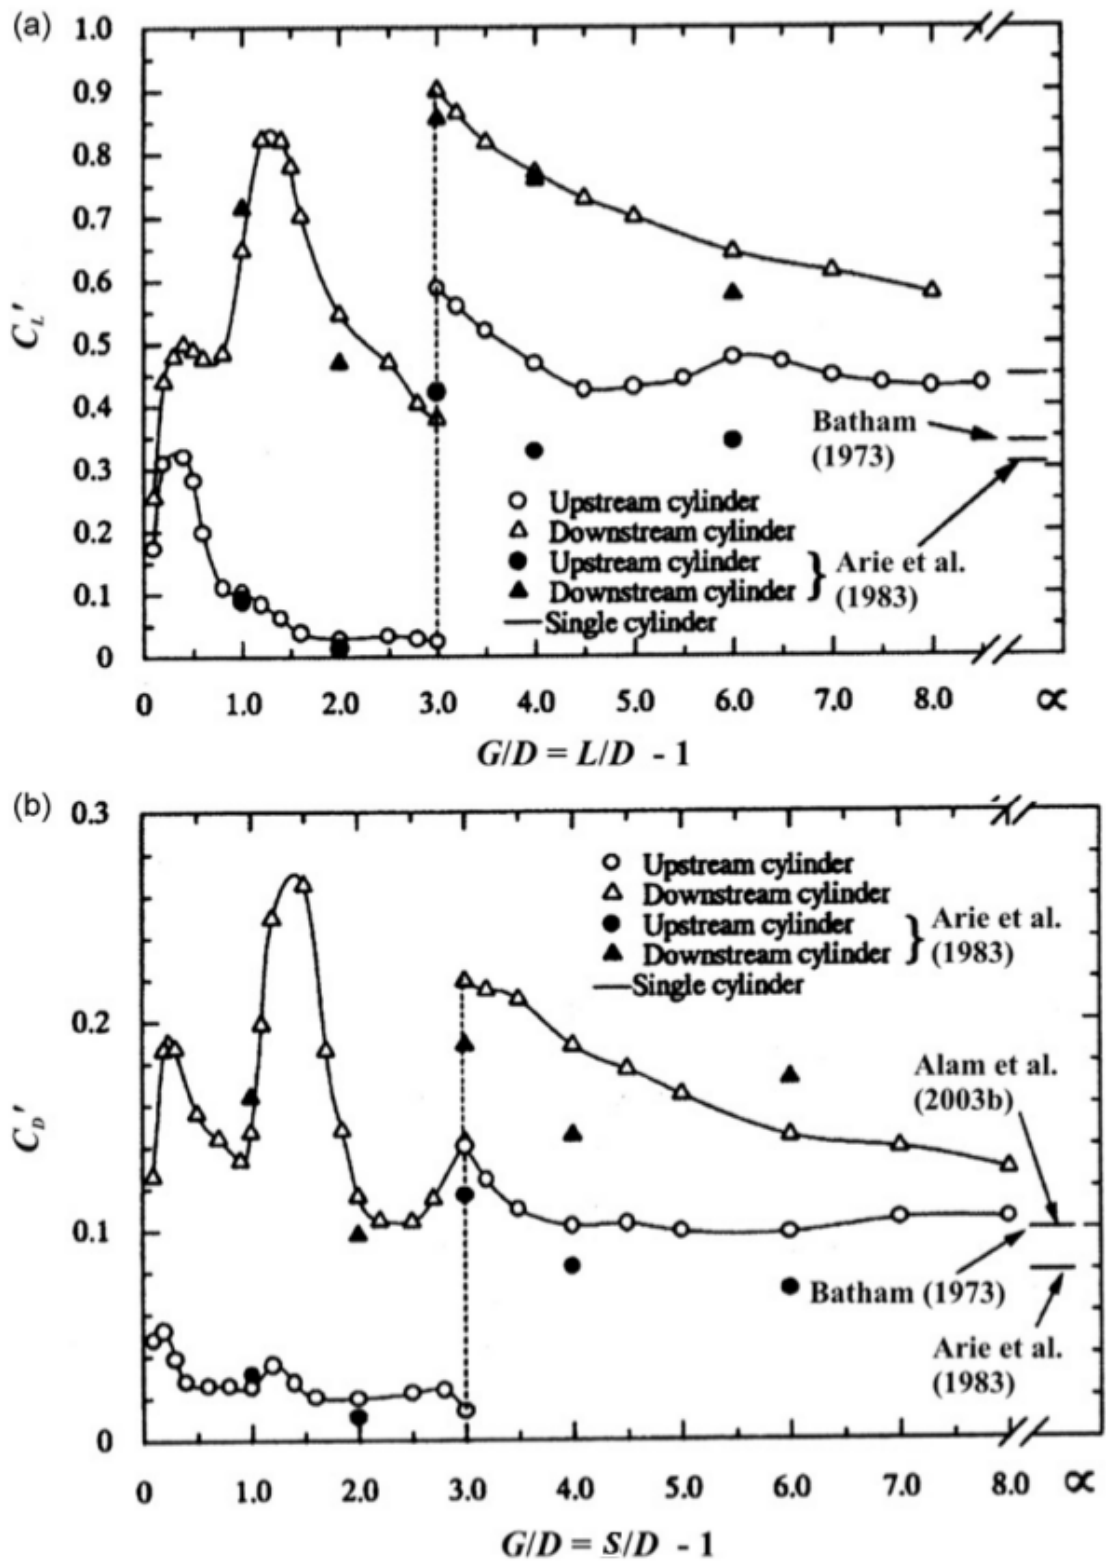 (a)
1.0
0.9
0.8
0.7
0.6
0.5
0.4
0.3
0.2
0.1
0
C_L'
Batham
(1973)
Upstream cylinder
Downstream cylinder
Upstream cylinder
Downstream cylinder
Single cylinder
} Arie et al.
(1983)
0 1.0 2.0 3.0 4.0 5.0 6.0 7.0 8.0 ∝
G/D = L/D - 1
(b)
0.3
0.2
0.1
0
C_D'
Upstream cylinder
Downstream cylinder
Upstream cylinder
Downstream cylinder
Single cylinder
} Arie et al.
(1983)
Alam et al.
(2003b)
Batham (1973)
Arie et al.
(1983)
0 1.0 2.0 3.0 4.0 5.0 6.0 7.0 8.0 ∝
G/D = S/D - 1